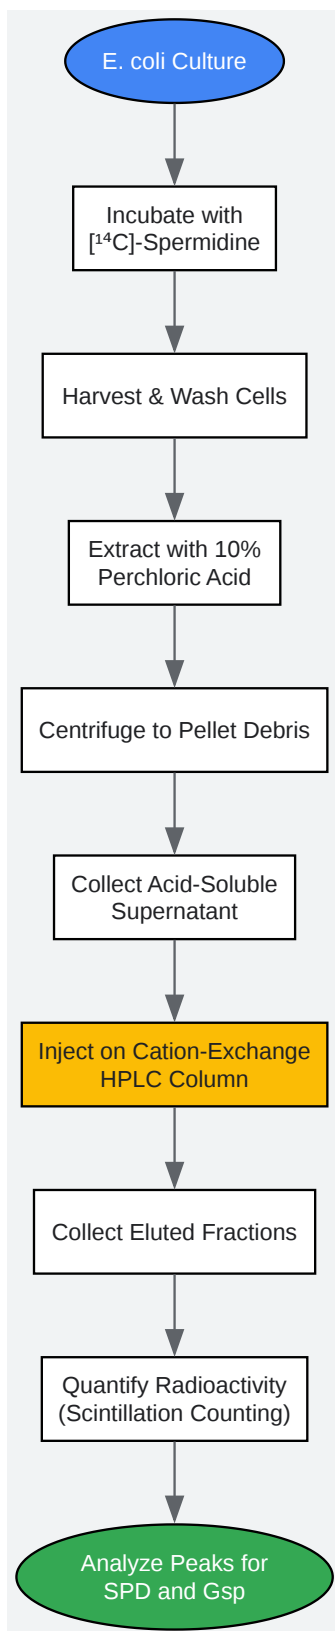 E. coli Culture
Incubate with
[¹⁴C]-Spermidine
Harvest & Wash Cells
Extract with 10%
Perchloric Acid
Centrifuge to Pellet Debris
Collect Acid-Soluble
Supernatant
Inject on Cation-Exchange
HPLC Column
Collect Eluted Fractions
Quantify Radioactivity
(Scintillation Counting)
Analyze Peaks for
SPD and Gsp